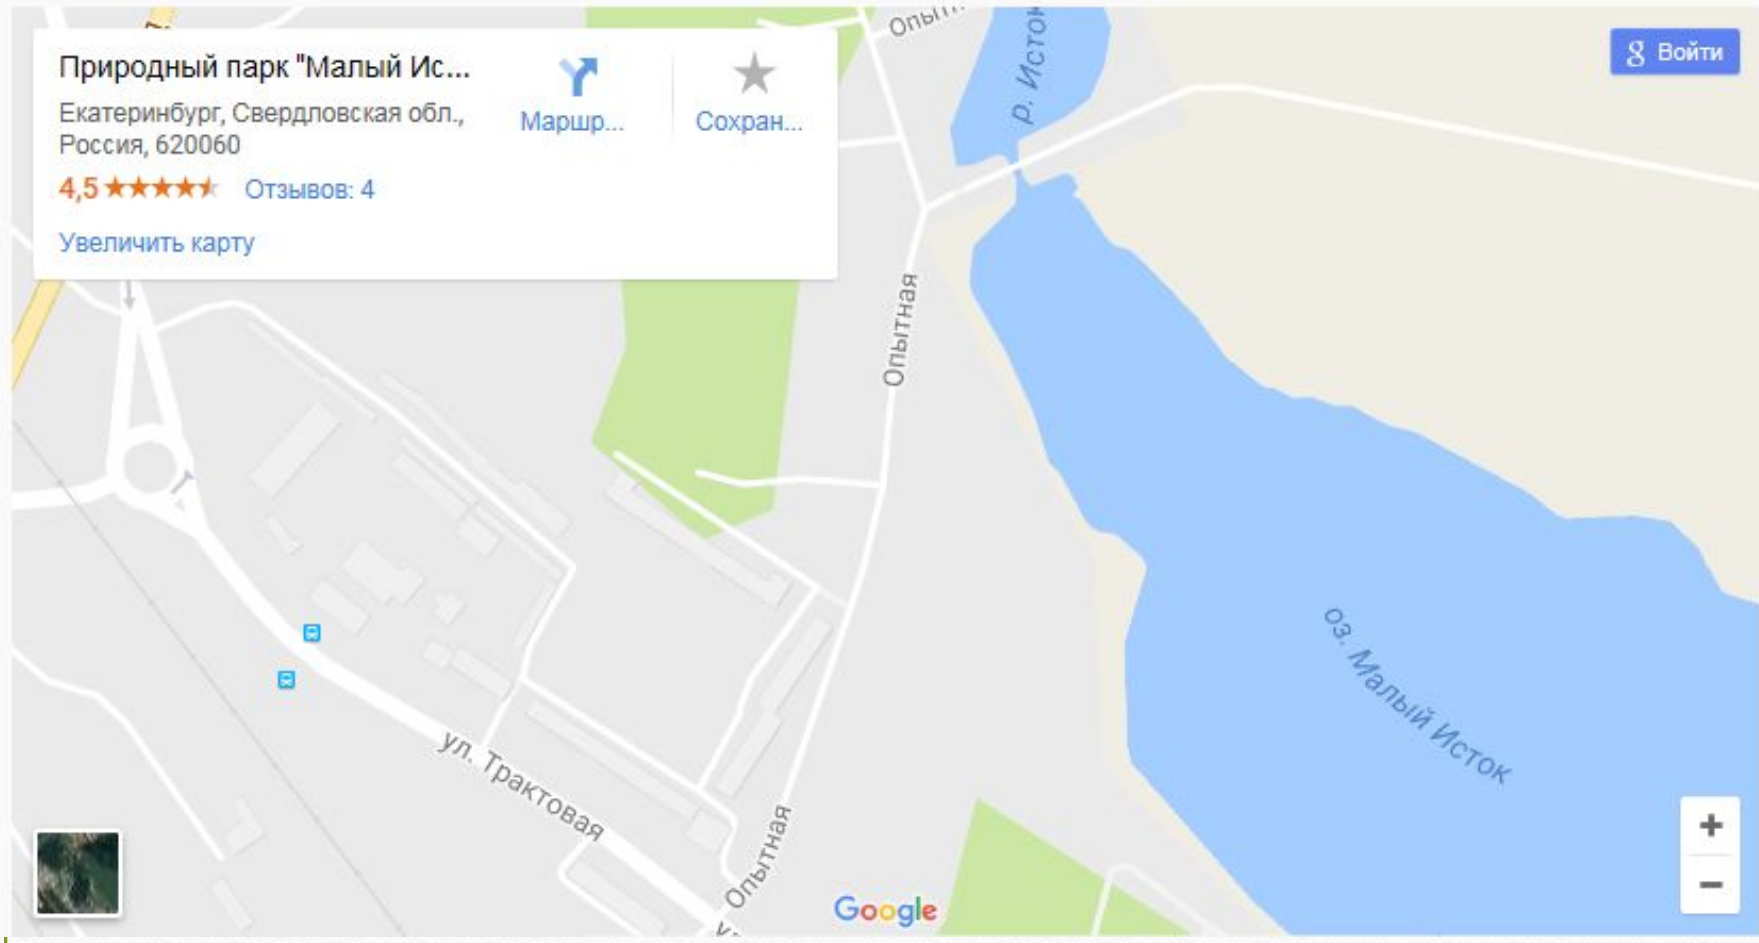 Природный парк "Малый Ис...
Екатеринбург, Свердловская обл.,
Россия, 620060
4,5
Отзывов: 4
Увеличить карту
Маршр...
Сохран...
Войти
р. Исток
Опытная
оз. Малый Исток
ул. Трактовая
Опытная
Google